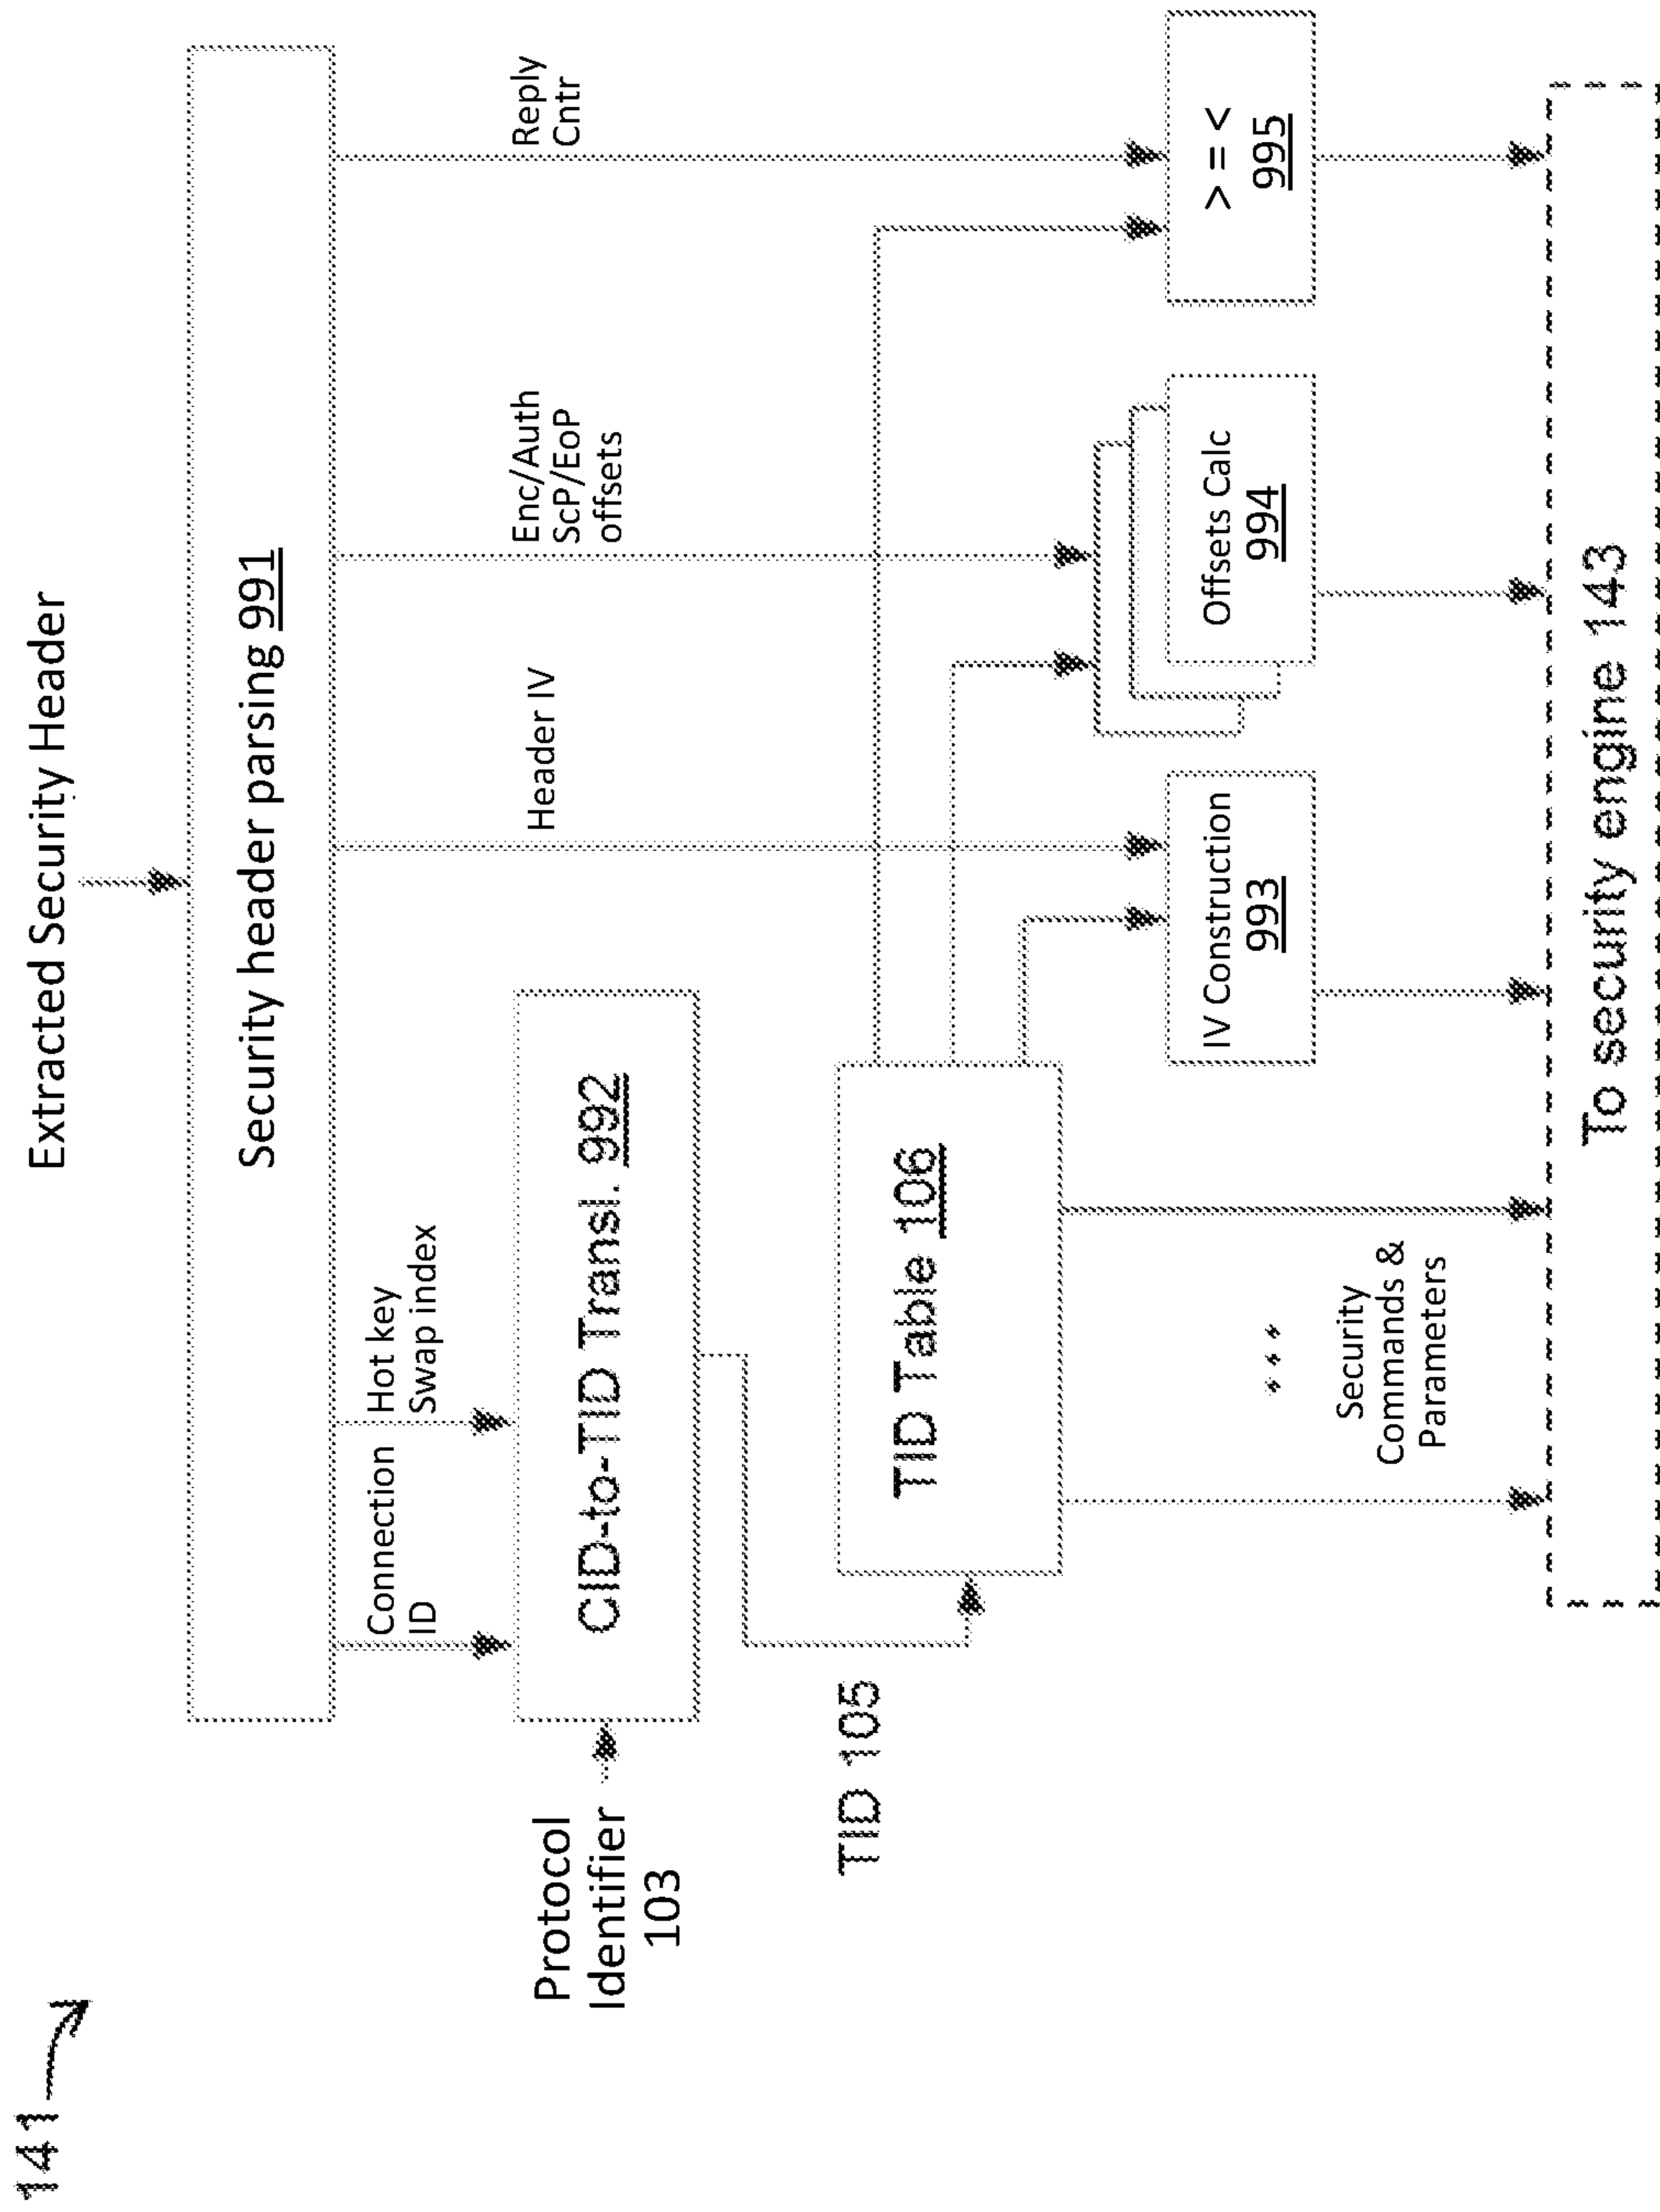 141
Extracted Security Header
Security header parsing 991
Connection
ID
Hot key
Swap index
Header IV
Enc/Auth
ScP/EoP
offsets
Reply
Cntr
Protocol
Identifier
103
CID-to-TID Transl. 992
TID 105
TID Table 106
IV Construction
993
Offsets Calc
994
> = <
995
Security
Commands &
Parameters
To security engine 143